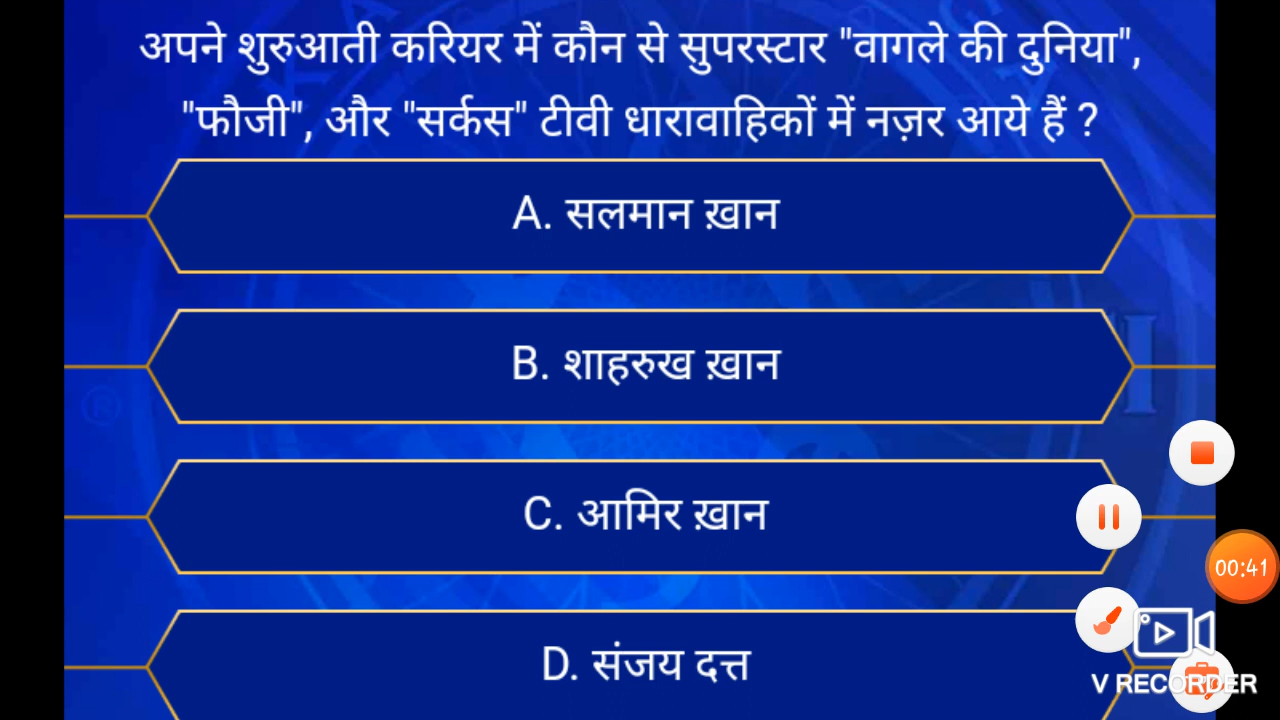 अपने शुरुआती करियर में कौन से सुपरस्टार "वागले की दुनिया",
"फौजी", और "सर्कस" टीवी धारावाहिकों में नज़र आये हैं ?
A. सलमान ख़ान
B. शाहरुख ख़ान
®
C. आमिर ख़ान
00:41
D. संजय दत्त
V RECORDER